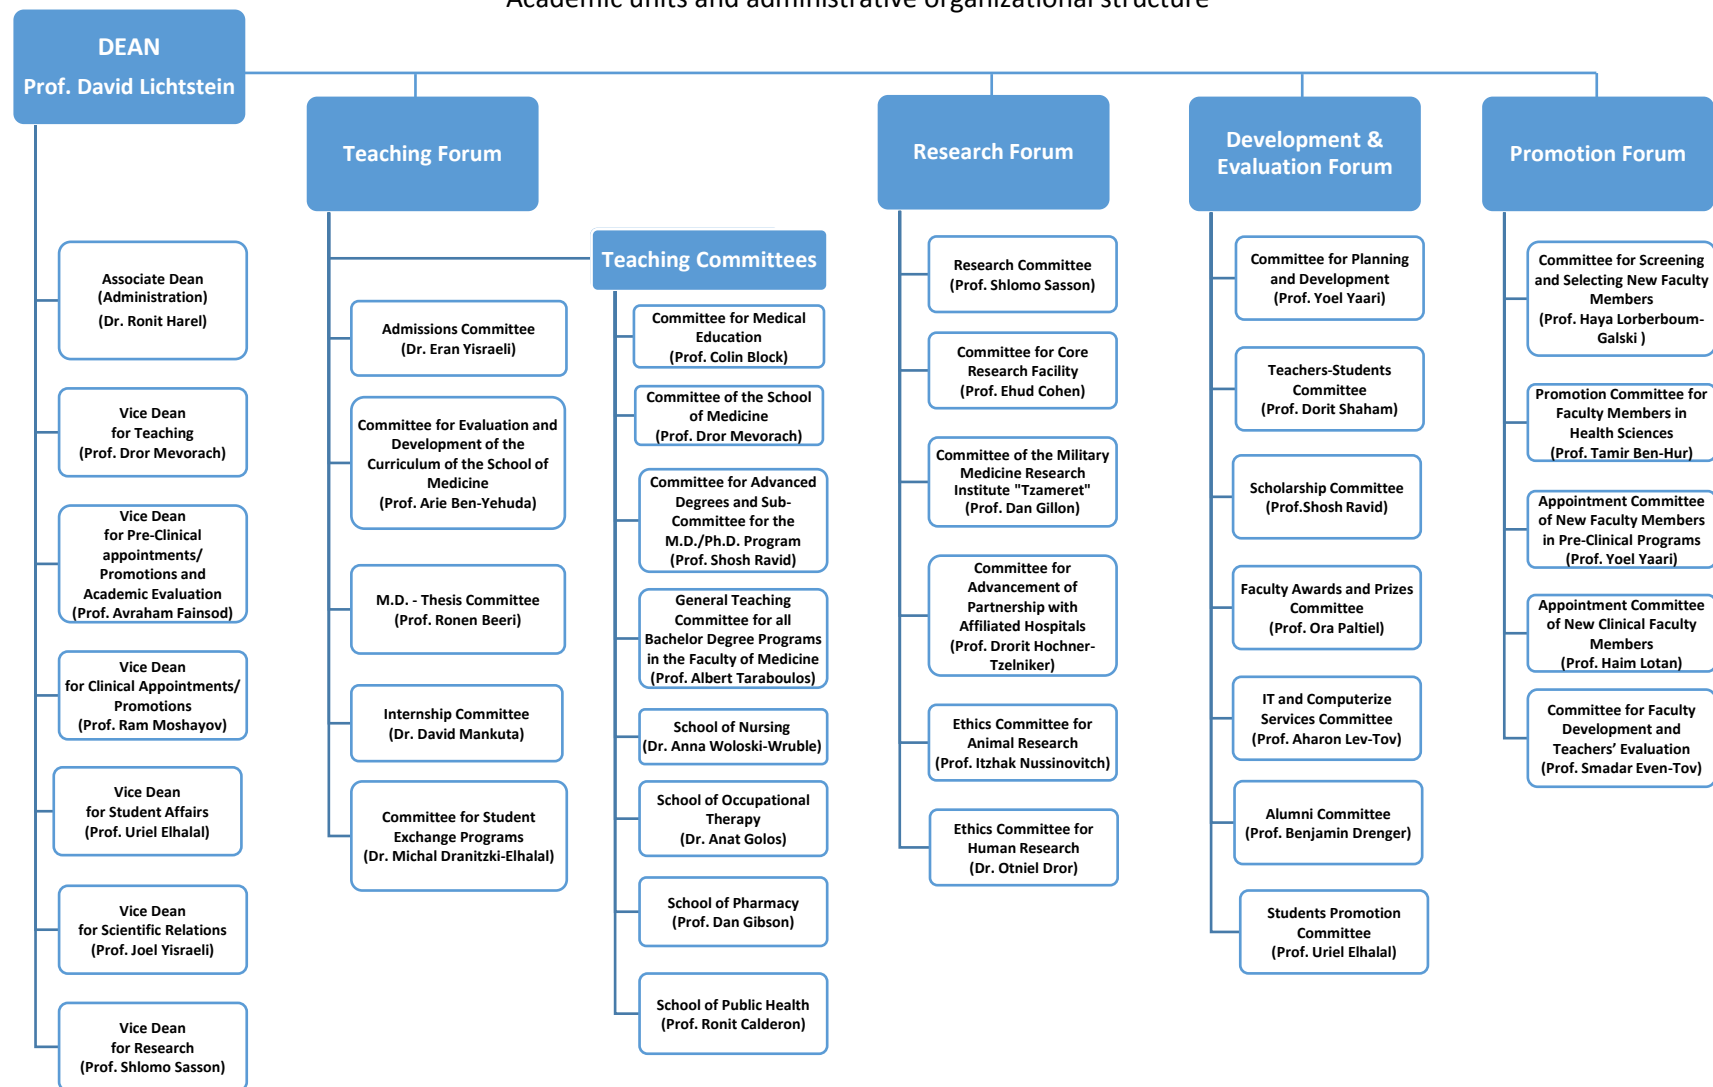 Academic units and administrative organizational structure
DEAN
Prof. David Lichtstein
Associate Dean
(Administration)
(Dr. Ronit Harel)
Vice Dean
for Teaching
(Prof. Dror Mevorach)
Vice Dean
for Pre-Clinical
appointments/
Promotions and
Academic Evaluation
(Prof. Avraham Fainsod)
Vice Dean
for Clinical Appointments/
Promotions
(Prof. Ram Moshayov)
Vice Dean
for Student Affairs
(Prof. Uriel Elhalal)
Vice Dean
for Scientific Relations
(Prof. Joel Yisraeli)
Vice Dean
for Research
(Prof. Shlomo Sasson)
Teaching Forum
Admissions Committee
(Dr. Eran Yisraeli)
Committee for Evaluation and
Development of the
Curriculum of the School of
Medicine
(Prof. Arie Ben-Yehuda)
M.D. - Thesis Committee
(Prof. Ronen Beeri)
Internship Committee
(Dr. David Mankuta)
Committee for Student
Exchange Programs
(Dr. Michal Dranitzki-Elhalal)
Teaching Committees
Committee for Medical
Education
(Prof. Colin Block)
Committee of the School
of Medicine
(Prof. Dror Mevorach)
Committee for Advanced
Degrees and Sub-
Committee for the
M.D./Ph.D. Program
(Prof. Shosh Ravid)
General Teaching
Committee for all
Bachelor Degree Programs
in the Faculty of Medicine
(Prof. Albert Taraboulos)
School of Nursing
(Dr. Anna Woloski-Wruble)
School of Occupational
Therapy
(Dr. Anat Golos)
School of Pharmacy
(Prof. Dan Gibson)
School of Public Health
(Prof. Ronit Calderon)
Research Forum
Research Committee
(Prof. Shlomo Sasson)
Committee for Core
Research Facility
(Prof. Ehud Cohen)
Committee of the Military
Medicine Research
Institute "Tzameret"
(Prof. Dan Gillon)
Committee for
Advancement of
Partnership with
Affiliated Hospitals
(Prof. Drorit Hochner-
Tzelniker)
Ethics Committee for
Animal Research
(Prof. Itzhak Nussinovitch)
Ethics Committee for
Human Research
(Dr. Otniel Dror)
Development &
Evaluation Forum
Committee for Planning
and Development
(Prof. Yoel Yaari)
Teachers-Students
Committee
(Prof. Dorit Shaham)
Scholarship Committee
(Prof.Shosh Ravid)
Faculty Awards and Prizes
Committee
(Prof. Ora Paltiel)
IT and Computerize
Services Committee
(Prof. Aharon Lev-Tov)
Alumni Committee
(Prof. Benjamin Drenger)
Students Promotion
Committee
(Prof. Uriel Elhalal)
Promotion Forum
Committee for Screening
and Selecting New Faculty
Members
(Prof. Haya Lorberboum-
Galski )
Promotion Committee for
Faculty Members in
Health Sciences
(Prof. Tamir Ben-Hur)
Appointment Committee
of New Faculty Members
in Pre-Clinical Programs
(Prof. Yoel Yaari)
Appointment Committee
of New Clinical Faculty
Members
(Prof. Haim Lotan)
Committee for Faculty
Development and
Teachers’ Evaluation
(Prof. Smadar Even-Tov)